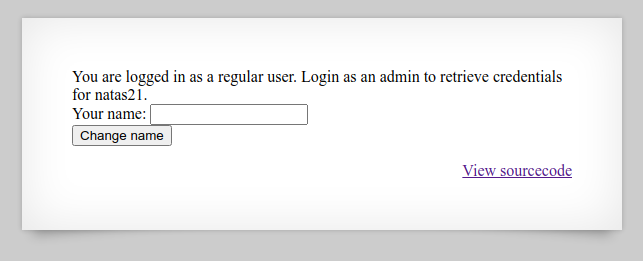 You are logged in as a regular user. Login as an admin to retrieve credentials
for natas21.
Your name:
Change name
View sourcecode